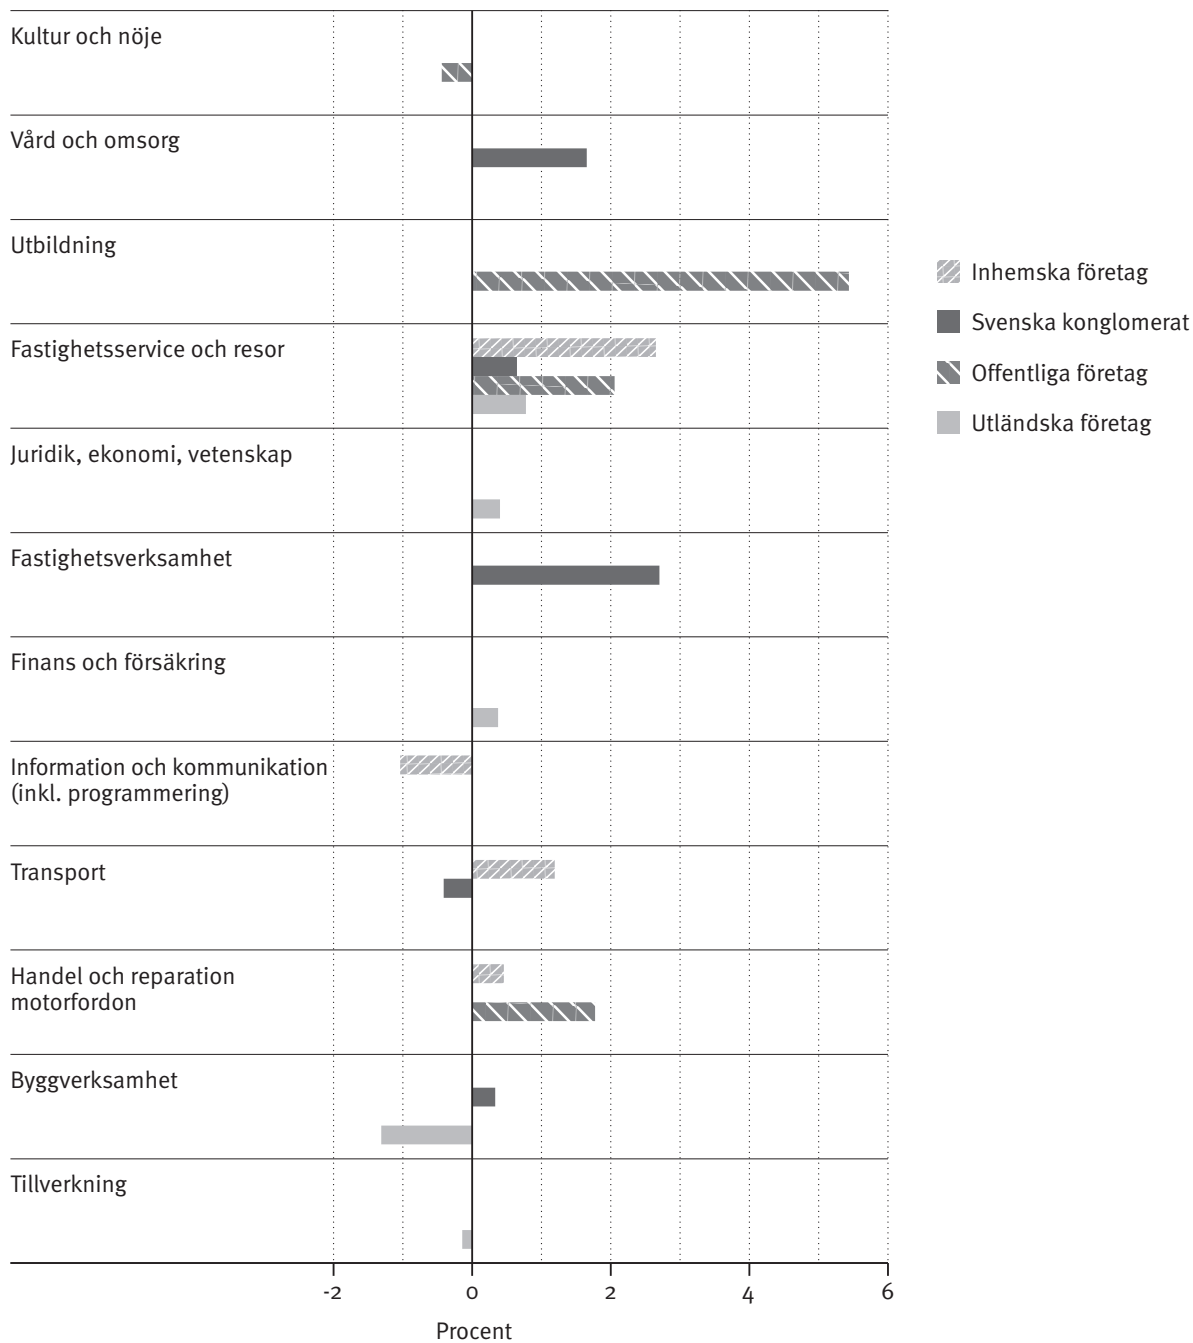 Kultur och nöje
Vård och omsorg
Utbildning
Fastighetsservice och resor
Juridik, ekonomi, vetenskap
Fastighetsverksamhet
Finans och försäkring
Information och kommunikation
(inkl. programmering)
Transport
Handel och reparation
motorfordon
Byggverksamhet
Tillverkning
-2 0 2 4 6
Procent
Inhemska företag
Svenska konglomerat
Offentliga företag
Utländska företag